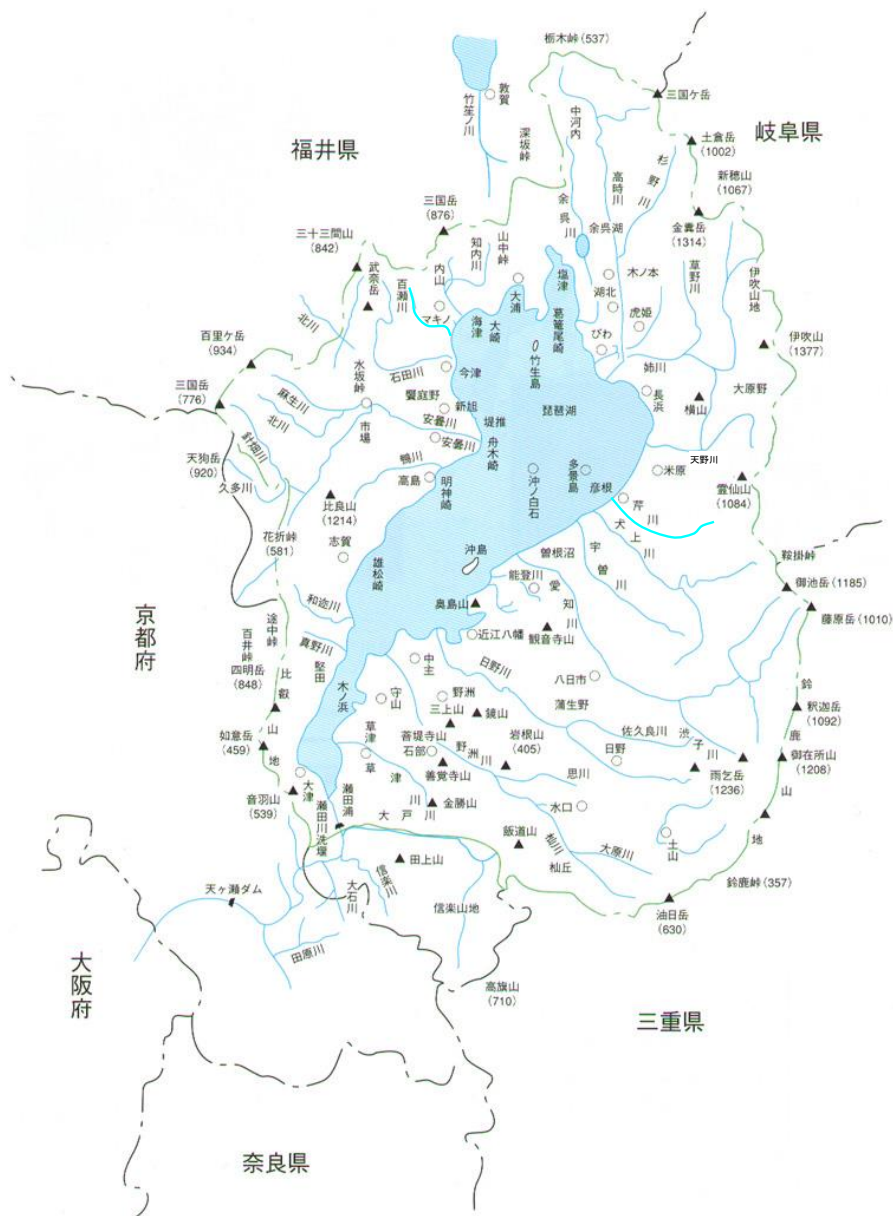 栃木峠(537)
三国ケ岳
敦賀
竹笙ノ川
深坂峠
中河内
高時川
杉野川
土倉岳
(1002)
岐阜県
福井県
新穂山
(1067)
三国岳
(876)
余呉川
余呉湖
金糞岳
(1314)
三十三間山
(842)
知内川
山中峠
内山
木ノ本
草野川
伊吹山地
武奈岳
百瀬川
マキノ
海津
大崎
大浦
塩津
葛篭尾崎
湖北
虎姫
びわ
北川
百里ケ岳
(934)
伊吹山
(1377)
竹生島
姉川
大原野
水坂峠
石田川
今津
三国岳
(776)
麻生川
北川
針畑川
饗庭野
新旭
琵琶湖
長浜
横山
市場
安曇川
安曇川
堤推
舟木崎
天狗岳
(920)
久多川
鴨川
高島
明神崎
沖ノ白石
多景島
彦根
米原
天野川
霊仙山
(1084)
比良山
(1214)
芹川
犬上川
花折峠
(581)
志賀
雄松崎
沖島
曽根沼
宇曽川
鞍掛峠
御池岳(1185)
能登川
愛知川
藤原岳(1010)
京都府
和迩川
奥島山
観音寺山
近江八幡
途中峠
百井峠
真野川
堅田
四明岳
(848)
比叡山地
木ノ浜
中主
日野川
八日市
蒲生野
守山
野洲
三上山
鏡山
岩根山
(405)
佐久良川
渋子川
鈴鹿山地
釈迦岳
(1092)
如意岳
(459)
草津
草津川
菩堤寺山
石部
野洲川
善覚寺山
日野
思川
雨乞岳
(1236)
御在所山
(1208)
音羽山
(539)
大津
瀬田川洗堰
瀬田浦
大戸川
金勝山
水口
飯道山
杣川
杣丘
大原川
土山
田上山
信楽川
大石川
信楽山地
鈴鹿峠(357)
油日岳
(630)
天ヶ瀬ダム
田原川
大阪府
高旗山
(710)
三重県
奈良県